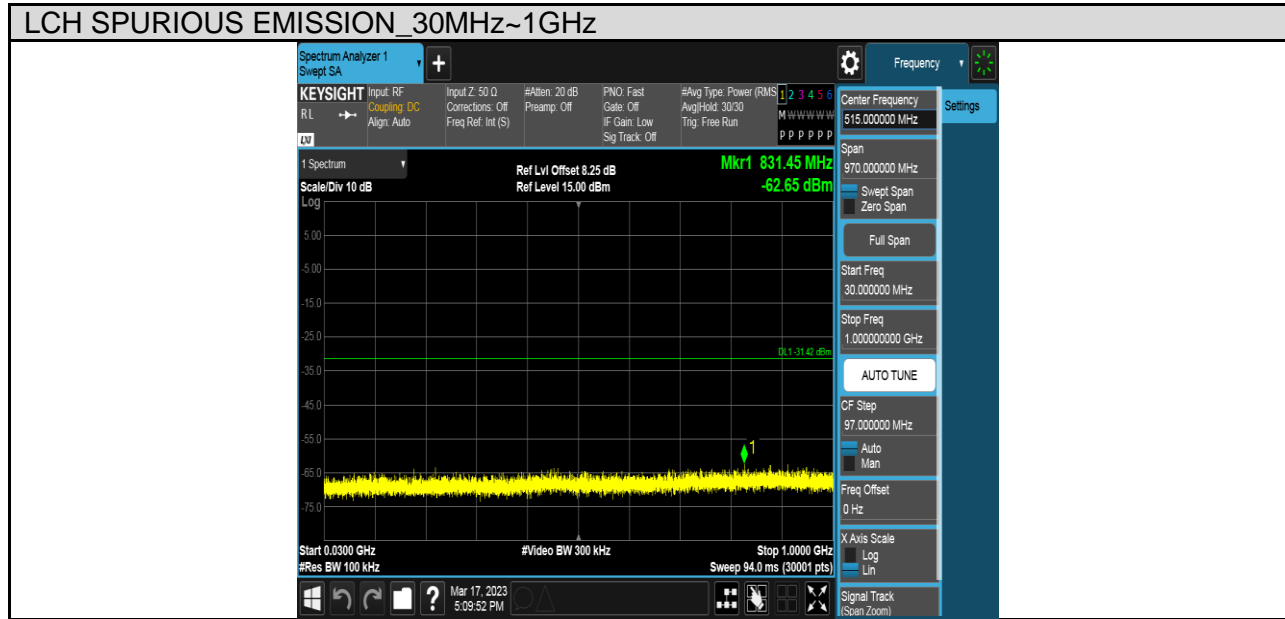 LCH SPURIOUS EMISSION_30MHz~1GHz
Spectrum Analyzer 1
Swept SA
+
Frequency
KEYSIGHT
RL
LXI
Input: RF
Coupling: DC
Align: Auto
Input Z: 50 Ω
Corrections: Off
Freq Ref: Int (S)
#Atten: 20 dB
Preamp: Off
PNO: Fast
Gate: Off
IF Gain: Low
Sig Track: Off
#Avg Type: Power (RMS
Avg|Hold: 30/30
Trig: Free Run
1 2 3 4 5 6
M W W W W W
P P P P P P
Center Frequency
515.000000 MHz
Settings
1 Spectrum
Scale/Div 10 dB
Log
Ref Lvl Offset 8.25 dB
Ref Level 15.00 dBm
Mkr1 831.45 MHz
-62.65 dBm
5.00
-5.00
-15.0
-25.0
DL1 -31.42 dBm
-35.0
-45.0
-55.0
1
-65.0
-75.0
Start 0.0300 GHz
#Res BW 100 kHz
#Video BW 300 kHz
Stop 1.0000 GHz
Sweep 94.0 ms (30001 pts)
Span
970.000000 MHz
Swept Span
Zero Span
Full Span
Start Freq
30.000000 MHz
Stop Freq
1.000000000 GHz
AUTO TUNE
CF Step
97.000000 MHz
Auto
Man
Freq Offset
0 Hz
X Axis Scale
Log
Lin
Signal Track
(Span Zoom)
?
Mar 17, 2023
5:09:52 PM